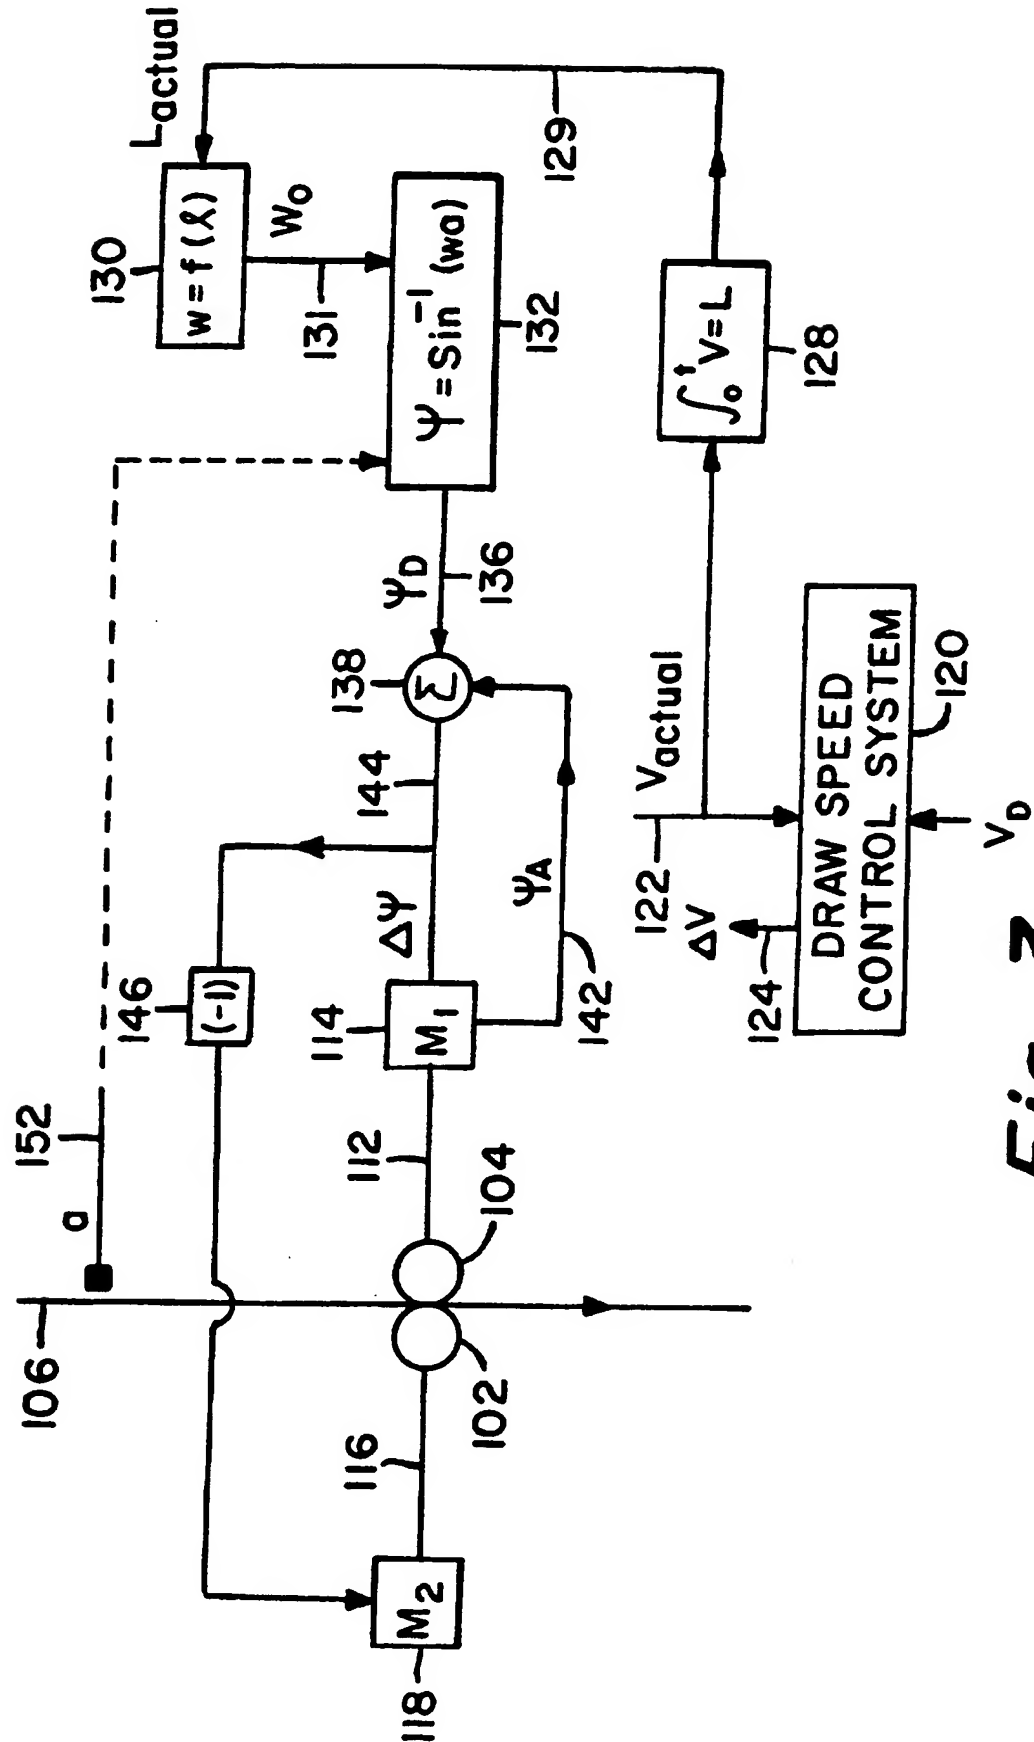 L_actual
130
w = f(ℓ)
W_O
131
129
152
a
ψ = Sin⁻¹ (wa)
132
146
(-1)
ψ_D
136
138
Σ
144
Δψ
114
M₁
ψ_A
142
106
112
104
102
116
M₂
118
∫₀ᵗ V = L
128
V_actual
122
ΔV
124
DRAW SPEED
CONTROL SYSTEM
120
V_D